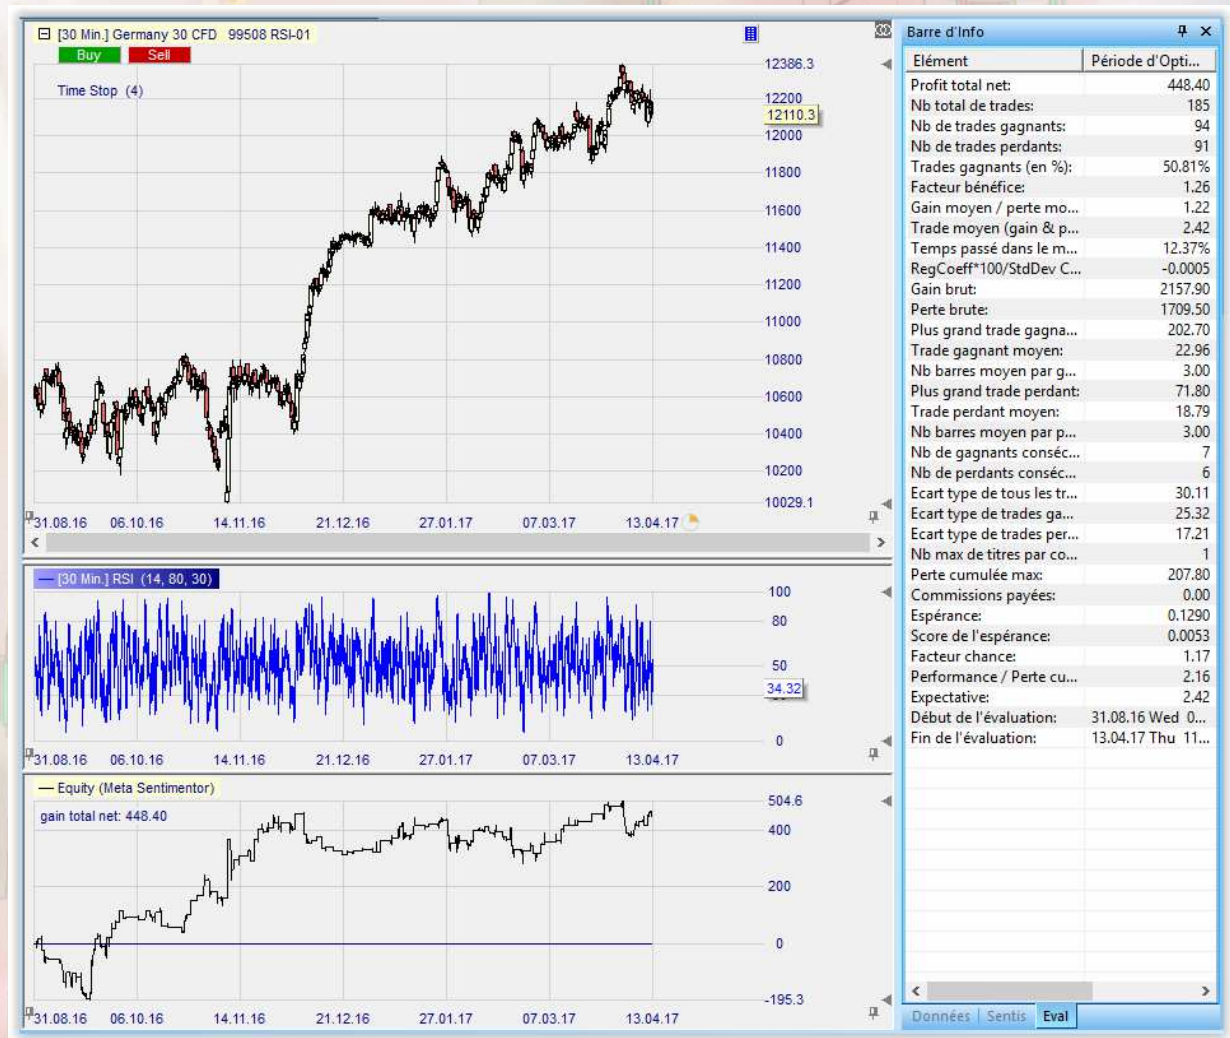 [30 Min.] Germany 30 CFD 99508 RSI-01
Buy Sell
Time Stop (4)
12386.3
12200
12110.3
12000
11800
11600
11400
11200
11000
10800
10600
10400
10200
10029.1
31.08.16 06.10.16 14.11.16 21.12.16 27.01.17 07.03.17 13.04.17
[30 Min.] RSI (14, 80, 30)
100
80
50
34.32
0
31.08.16 06.10.16 14.11.16 21.12.16 27.01.17 07.03.17 13.04.17
Equity (Meta Sentimentor)
gain total net: 448.40
504.6
400
200
0
-195.3
31.08.16 06.10.16 14.11.16 21.12.16 27.01.17 07.03.17 13.04.17
Barre d'Info
Elément Période d'Opti...
Profit total net: 448.40
Nb total de trades: 185
Nb de trades gagnants: 94
Nb de trades perdants: 91
Trades gagnants (en %): 50.81%
Facteur bénéfice: 1.26
Gain moyen / perte mo... 1.22
Trade moyen (gain & p... 2.42
Temps passé dans le m... 12.37%
RegCoeff*100/StdDev C... -0.0005
Gain brut: 2157.90
Perte brute: 1709.50
Plus grand trade gagna... 202.70
Trade gagnant moyen: 22.96
Nb barres moyen par g... 3.00
Plus grand trade perdant: 71.80
Trade perdant moyen: 18.79
Nb barres moyen par p... 3.00
Nb de gagnants conséc... 7
Nb de perdants conséc... 6
Ecart type de tous les tr... 30.11
Ecart type de trades ga... 25.32
Ecart type de trades per... 17.21
Nb max de titres par co... 1
Perte cumulée max: 207.80
Commissions payées: 0.00
Espérance: 0.1290
Score de l'espérance: 0.0053
Facteur chance: 1.17
Performance / Perte cu... 2.16
Expectative: 2.42
Début de l'évaluation: 31.08.16 Wed 0...
Fin de l'évaluation: 13.04.17 Thu 11...
Données Sentis Eval